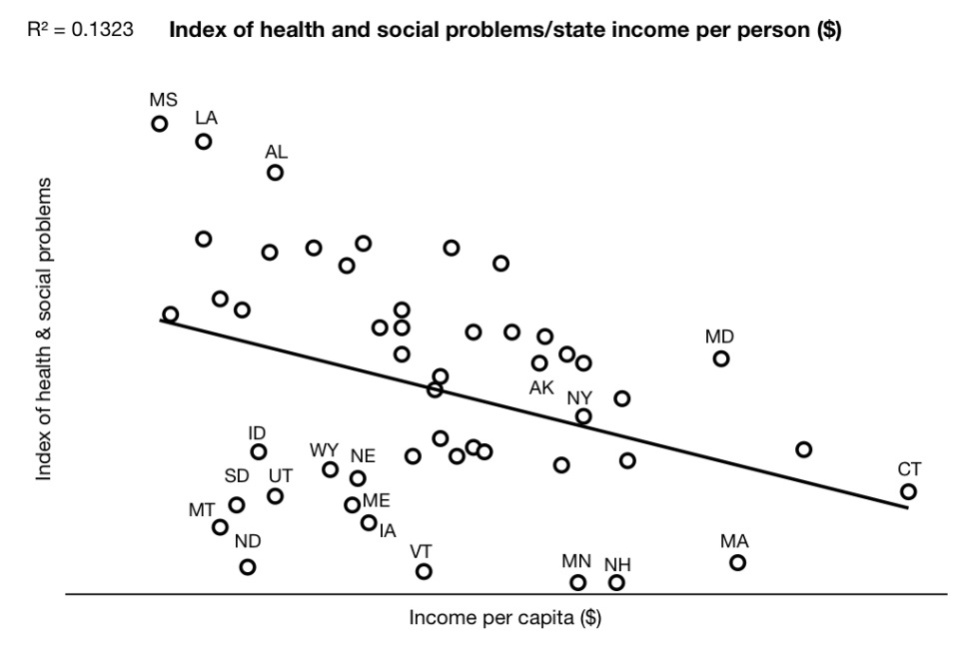 R² = 0.1323
Index of health and social problems/state income per person ($)
MS
LA
AL
Index of health & social problems
MD
AK
NY
ID
WY
NE
CT
SD
UT
MT
ME
IA
ND
VT
MN
NH
MA
Income per capita ($)